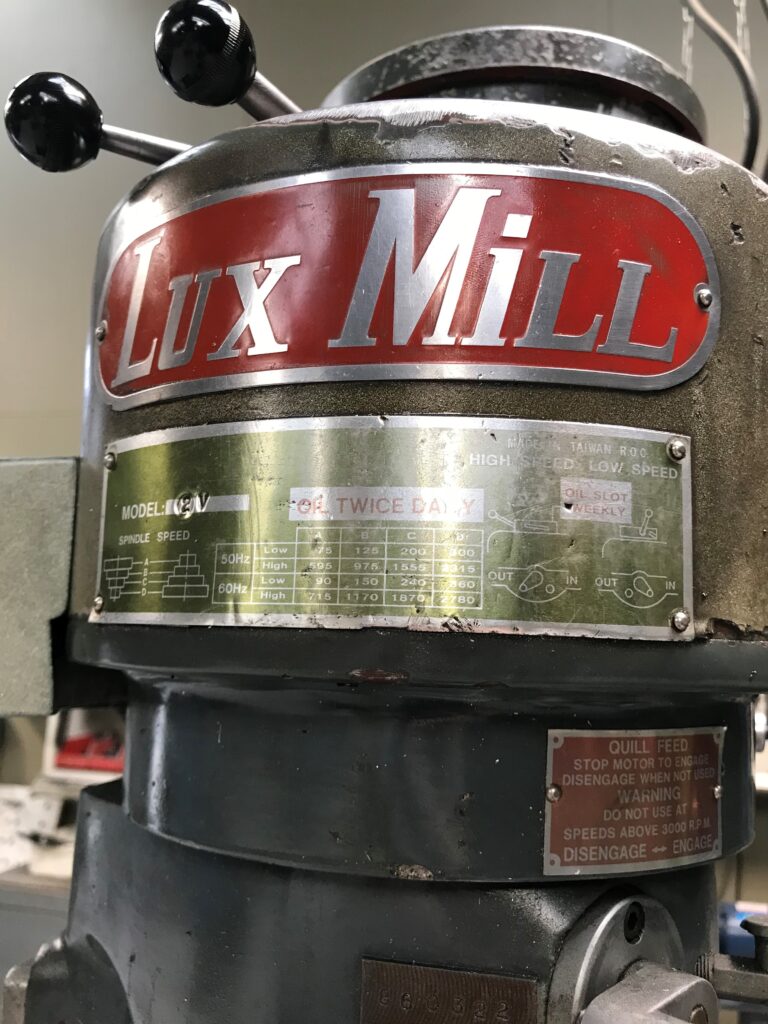 LUX MiLL
MADE IN TAIWAN R.O.C.
HIGH SPEED LOW SPEED
MODEL:
OIL TWICE DAILY
OIL SLOT
WEEKLY
SPINDLE SPEED
A B C D
A
B
C
D
50Hz Low 75 125 200 300
High 595 975 1555 2315
60Hz Low 90 150 240 360
High 715 1170 1870 2780
OUT IN OUT IN
QUILL FEED
STOP MOTOR TO ENGAGE
DISENGAGE WHEN NOT USED
WARNING
DO NOT USE AT
SPEEDS ABOVE 3000 R.P.M.
DISENGAGE ↔ ENGAGE